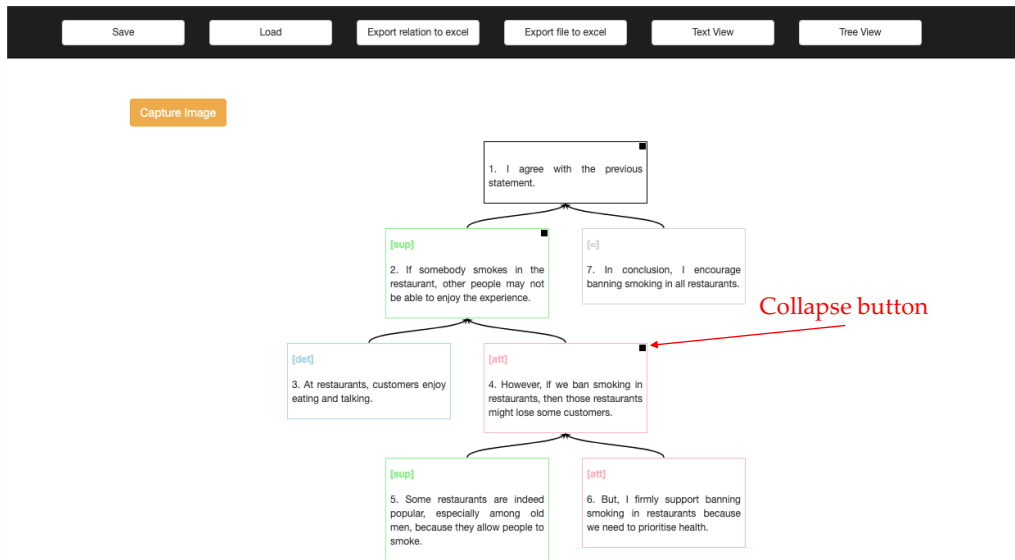 Save
Load
Export relation to excel
Export file to excel
Text View
Tree View
Capture Image
1. I agree with the previous
statement.
[sup]
2. If somebody smokes in the
restaurant, other people may not
be able to enjoy the experience.
[=]
7. In conclusion, I encourage
banning smoking in all restaurants.
Collapse button
[det]
3. At restaurants, customers enjoy
eating and talking.
[att]
4. However, if we ban smoking in
restaurants, then those restaurants
might lose some customers.
[sup]
5. Some restaurants are indeed
popular, especially among old
men, because they allow people to
smoke.
[att]
6. But, I firmly support banning
smoking in restaurants because
we need to prioritise health.